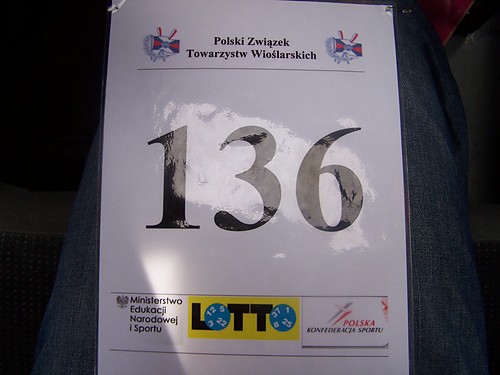 Polski Związek
Towarzystw Wioślarskich
136
Ministerstwo
Edukacji
Narodowej
i Sportu
LOTTO
POLSKA
KONFEDERACJA SPORTU